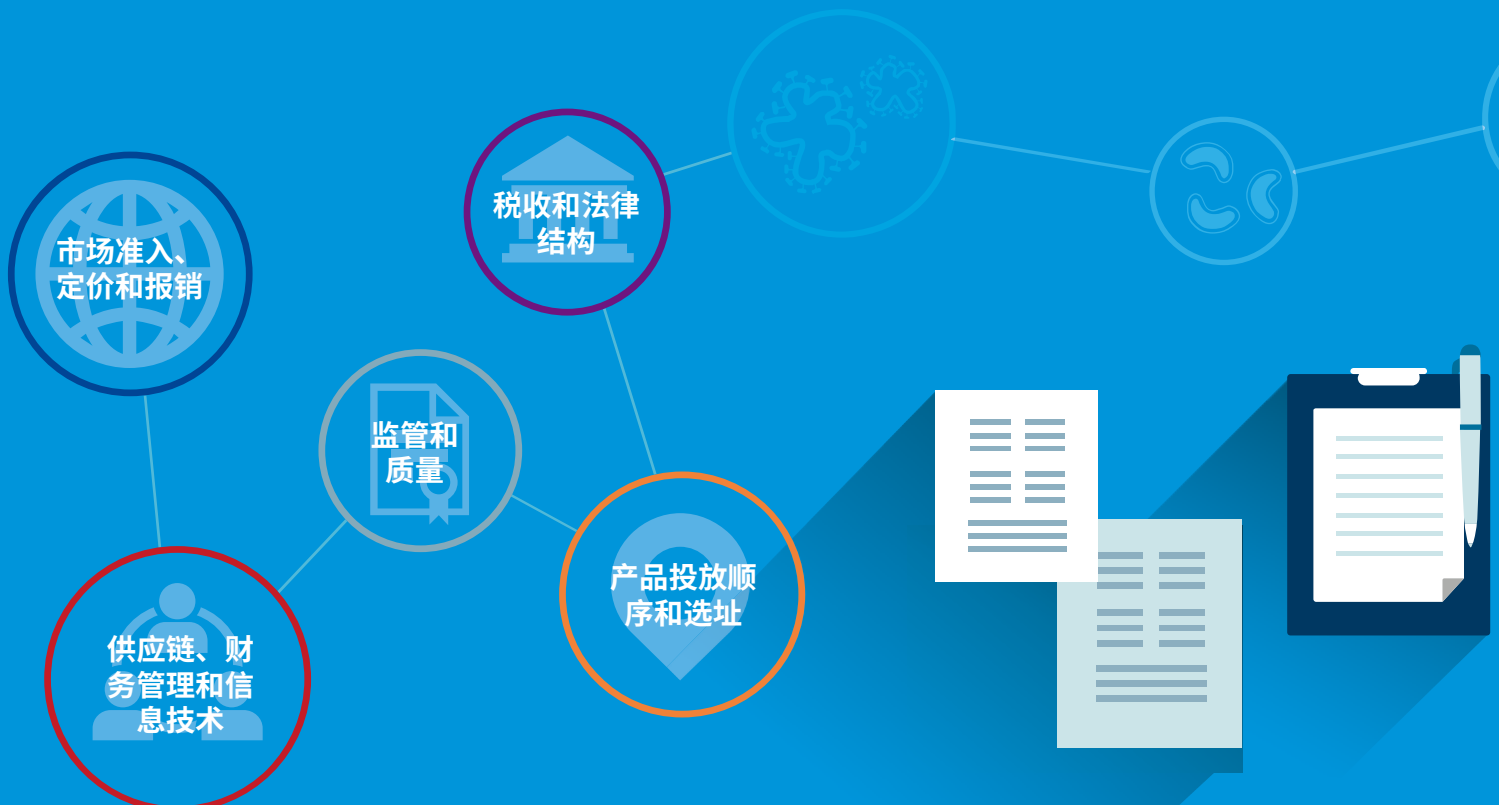 税收和法律
结构
市场准入、
定价和报销
监管和
质量
产品投放顺
序和选址
供应链、财
务管理和信
息技术